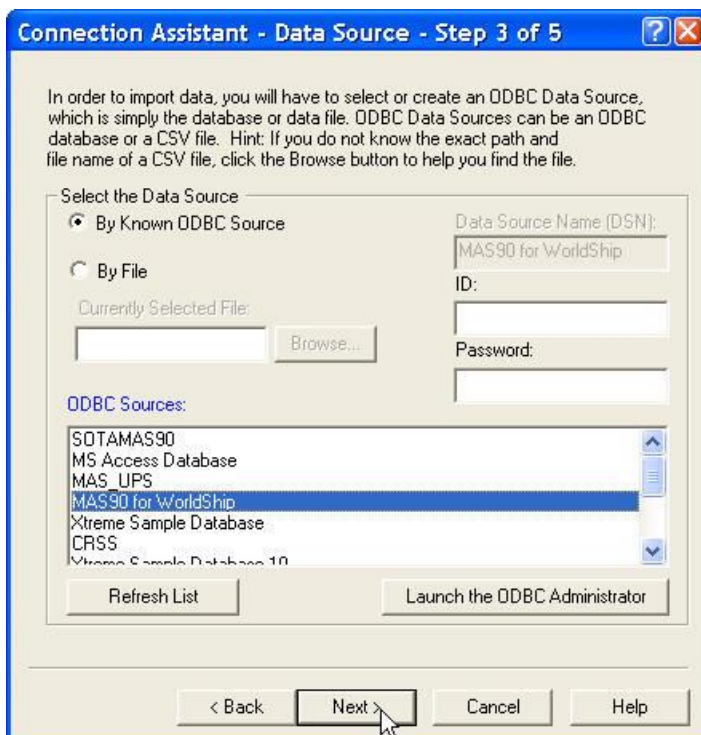 Connection Assistant - Data Source - Step 3 of 5
In order to import data, you will have to select or create an ODBC Data Source,
which is simply the database or data file. ODBC Data Sources can be an ODBC
database or a CSV file.  Hint: If you do not know the exact path and
file name of a CSV file, click the Browse button to help you find the file.
Select the Data Source
By Known ODBC Source
By File
Currently Selected File:
Browse...
Data Source Name (DSN):
MAS90 for WorldShip
ID:
Password:
ODBC Sources:
SOTAMAS90
MS Access Database
MAS_UPS
MAS90 for WorldShip
Xtreme Sample Database
CRSS
Xtreme Sample Database 10
Refresh List
Launch the ODBC Administrator
< Back
Next >
Cancel
Help